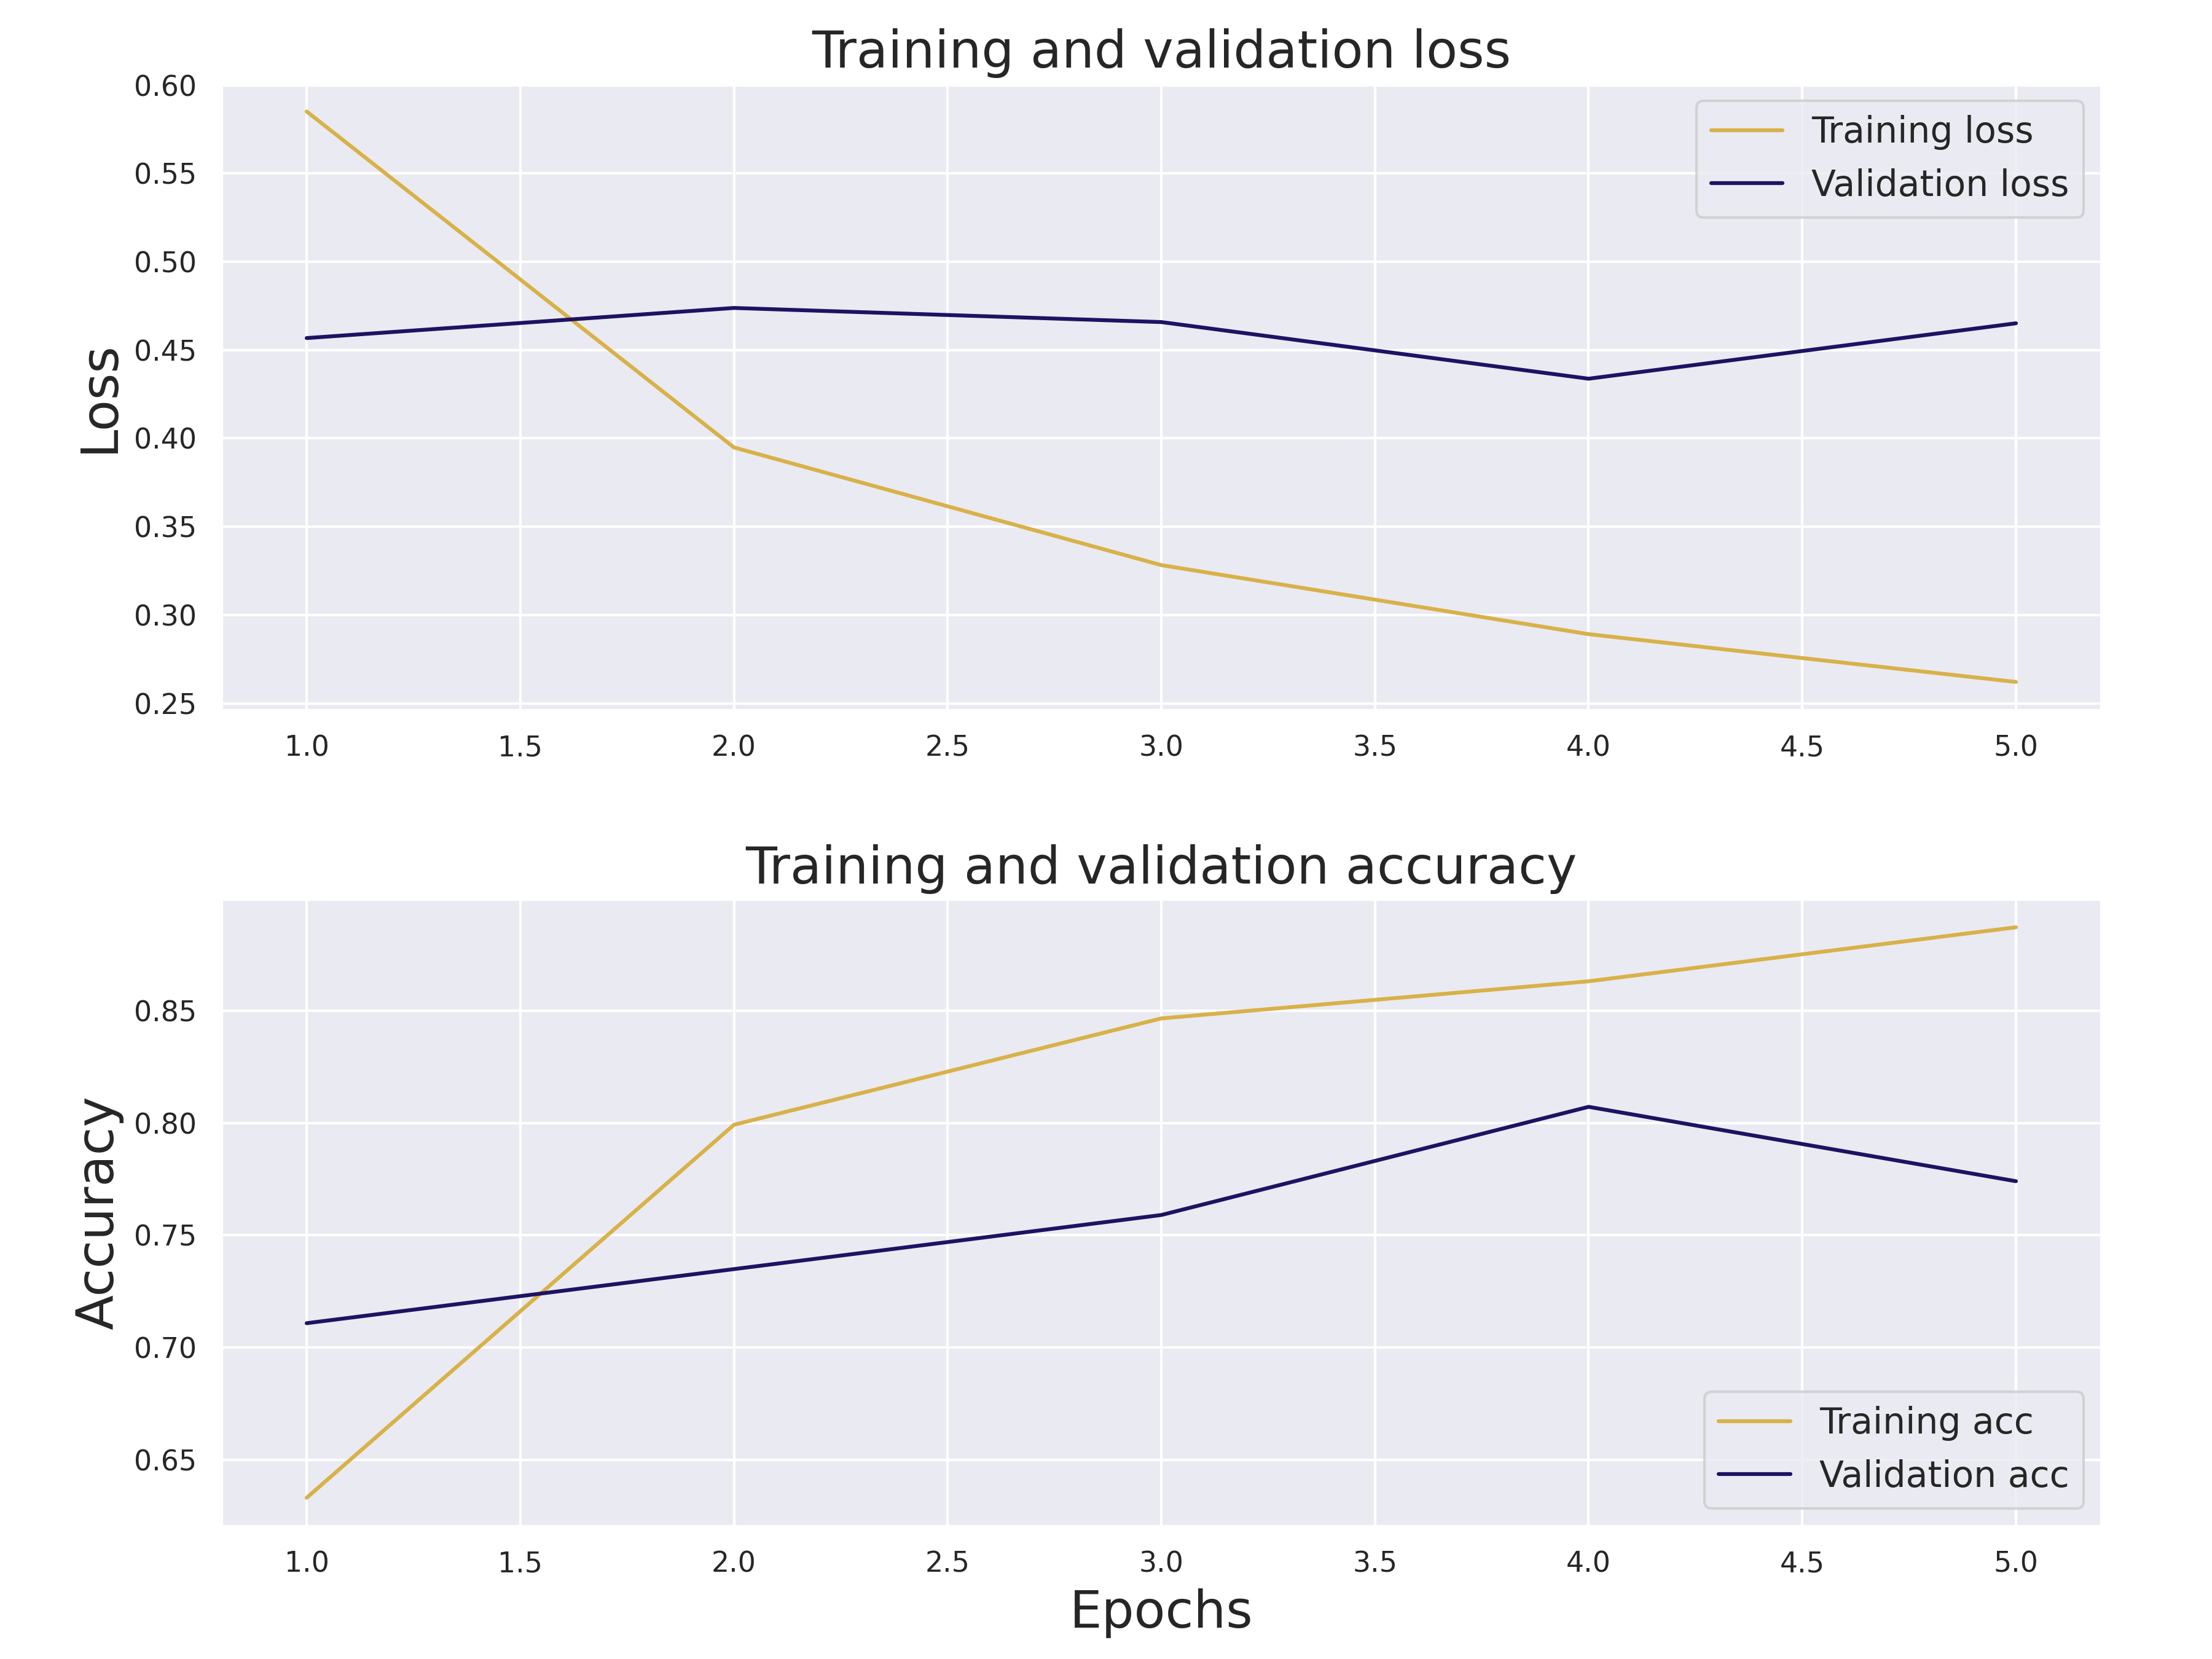 Training and validation loss
0.60
0.55
0.50
0.45
0.40
0.35
0.30
0.25
Loss
Training loss
Validation loss
1.0 1.5 2.0 2.5 3.0 3.5 4.0 4.5 5.0
Training and validation accuracy
0.85
0.80
0.75
0.70
0.65
Accuracy
Training acc
Validation acc
1.0 1.5 2.0 2.5 3.0 3.5 4.0 4.5 5.0
Epochs